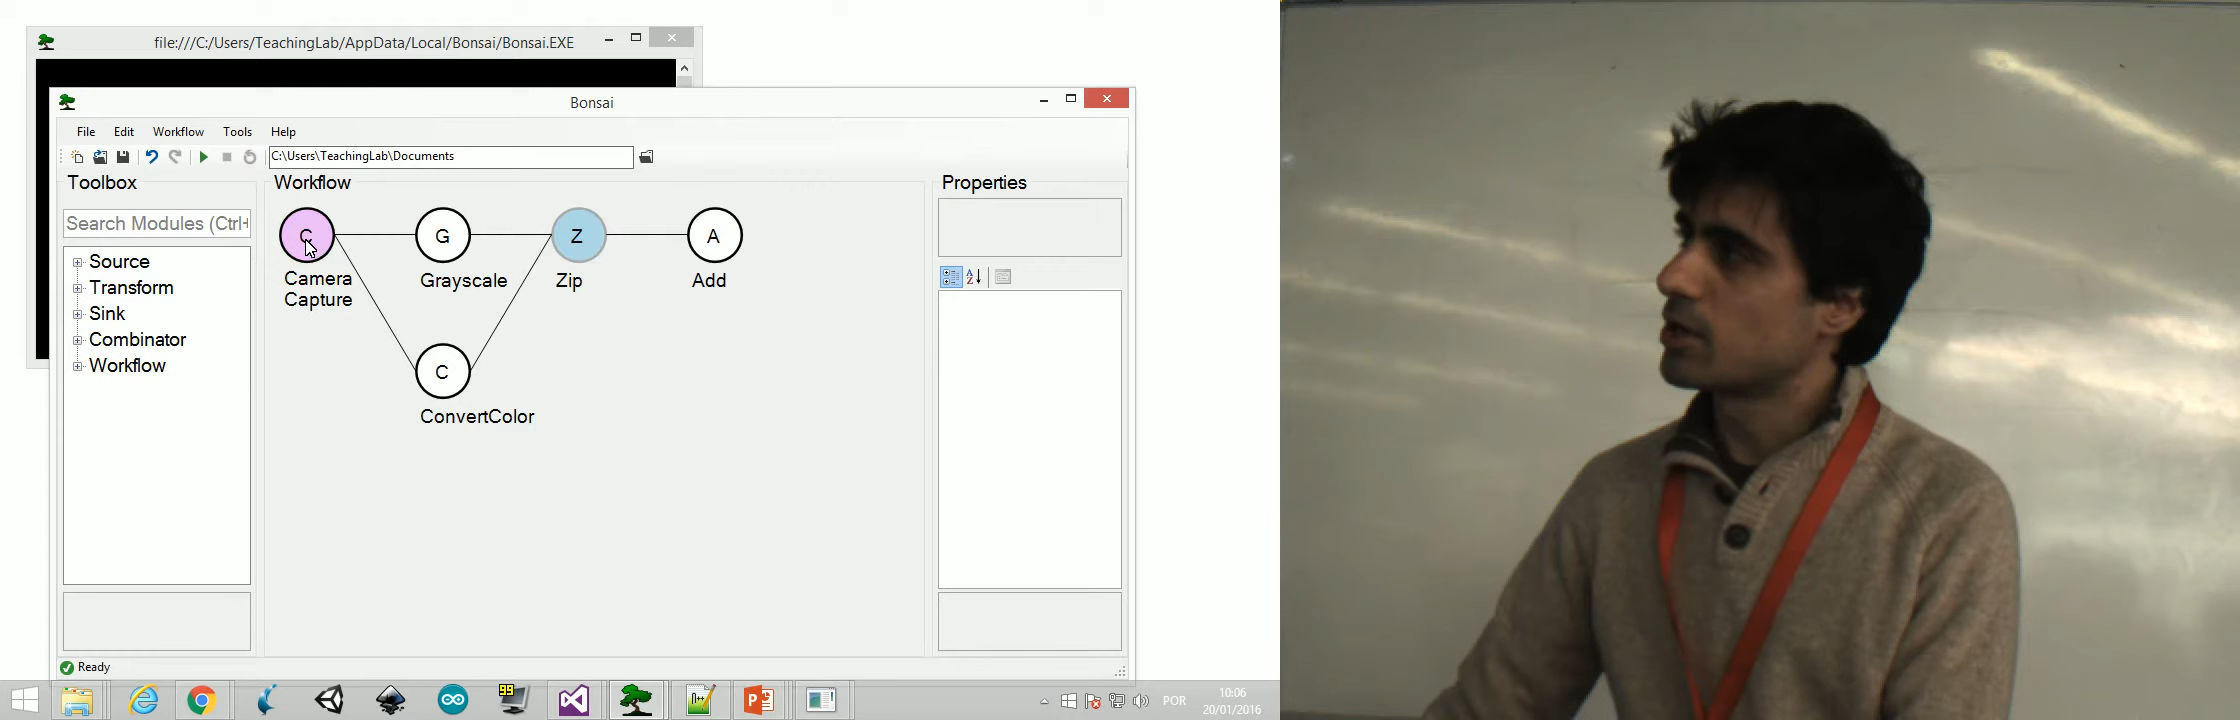 file:///C:/Users/TeachingLab/AppData/Local/Bonsai/Bonsai.EXE
Bonsai
File Edit Workflow Tools Help
C:\Users\TeachingLab\Documents
Toolbox
Workflow
Properties
Search Modules (Ctrl+
C
G
Z
A
Camera
Capture
Grayscale
Zip
Add
Source
Transform
Sink
Combinator
Workflow
C
ConvertColor
Ready
99
POR
10:06
20/01/2016